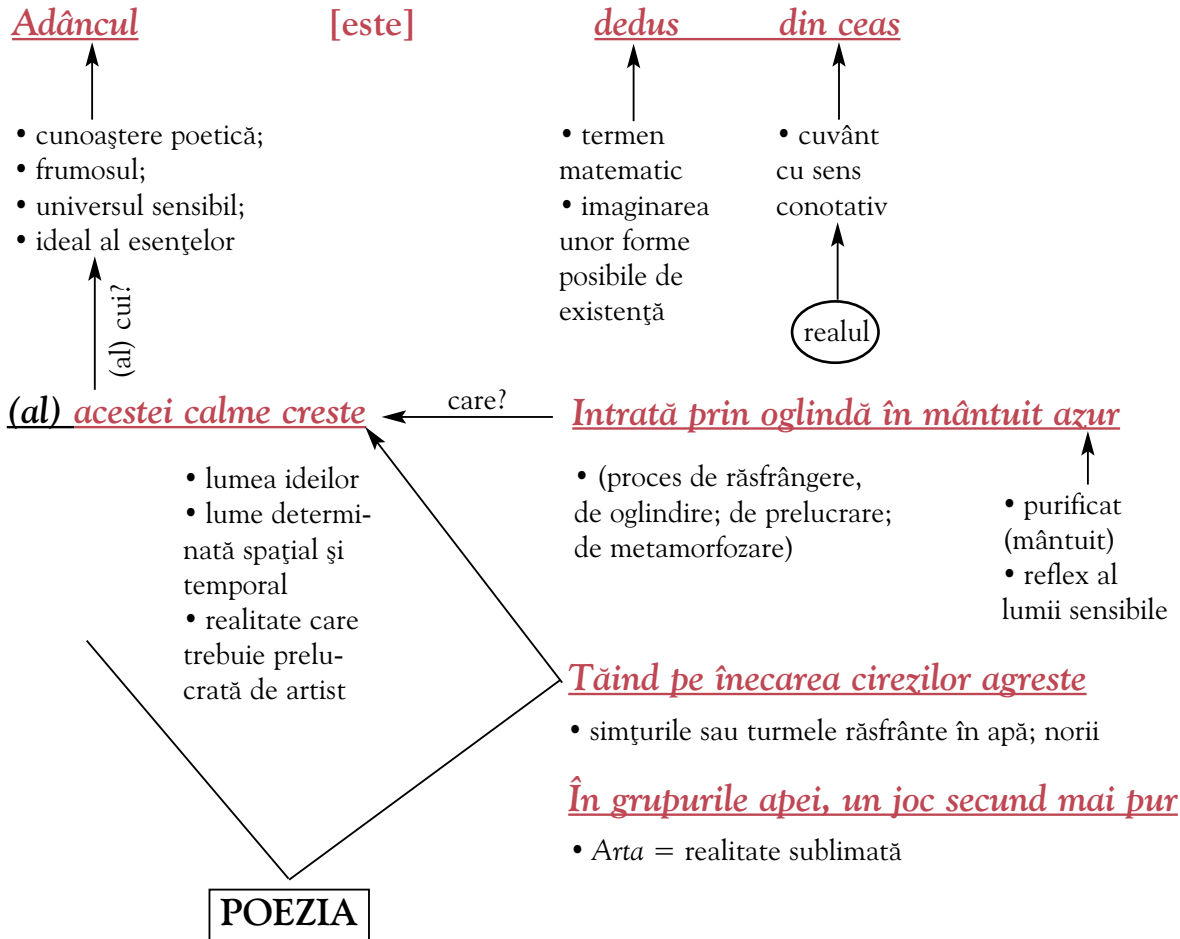 Adâncul [este] dedus din ceas
• cunoaştere poetică;
• frumosul;
• universul sensibil;
• ideal al esenţelor
• termen
matematic
• imaginarea
unor forme
posibile de
existenţă
• cuvânt
cu sens
conotativ
realul
(al) cui?
(al) acestei calme creste
care?
Intrată prin oglindă în mântuit azur
• lumea ideilor
• lume determi-
nată spaţial şi
temporal
• realitate care
trebuie prelu-
crată de artist
• (proces de răsfrângere,
de oglindire; de prelucrare;
de metamorfozare)
• purificat
(mântuit)
• reflex al
lumii sensibile
Tăind pe înecarea cirezilor agreste
• simţurile sau turmele răsfrânte în apă; norii
În grupurile apei, un joc secund mai pur
• Arta = realitate sublimată
POEZIA